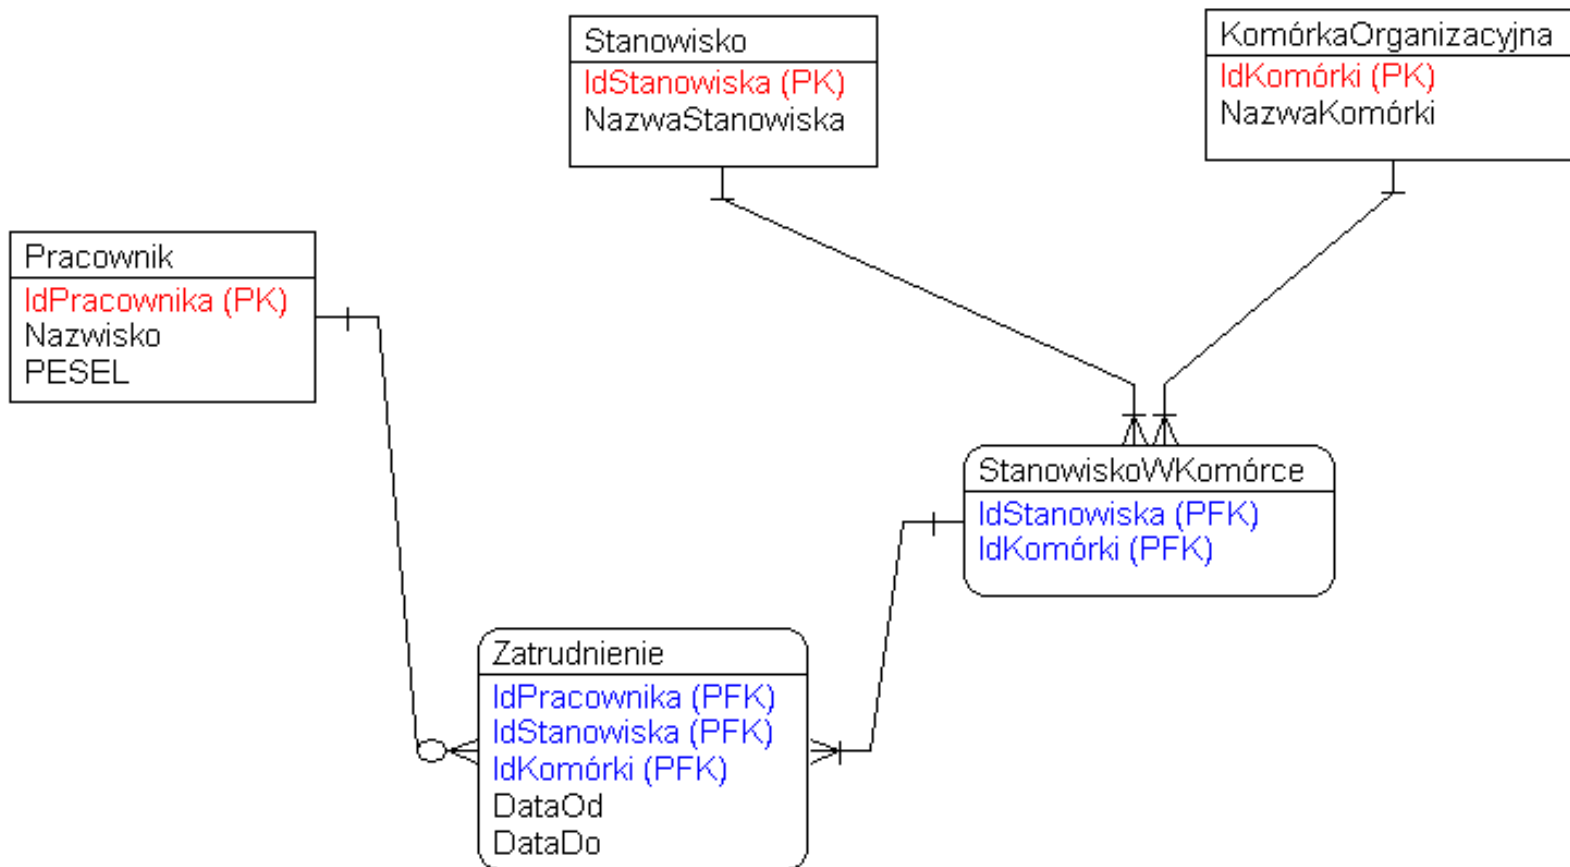 Stanowisko
IdStanowiska (PK)
NazwaStanowiska
KomórkaOrganizacyjna
IdKomórki (PK)
NazwaKomórki
Pracownik
IdPracownika (PK)
Nazwisko
PESEL
StanowiskoWKomórce
IdStanowiska (PFK)
IdKomórki (PFK)
Zatrudnienie
IdPracownika (PFK)
IdStanowiska (PFK)
IdKomórki (PFK)
DataOd
DataDo